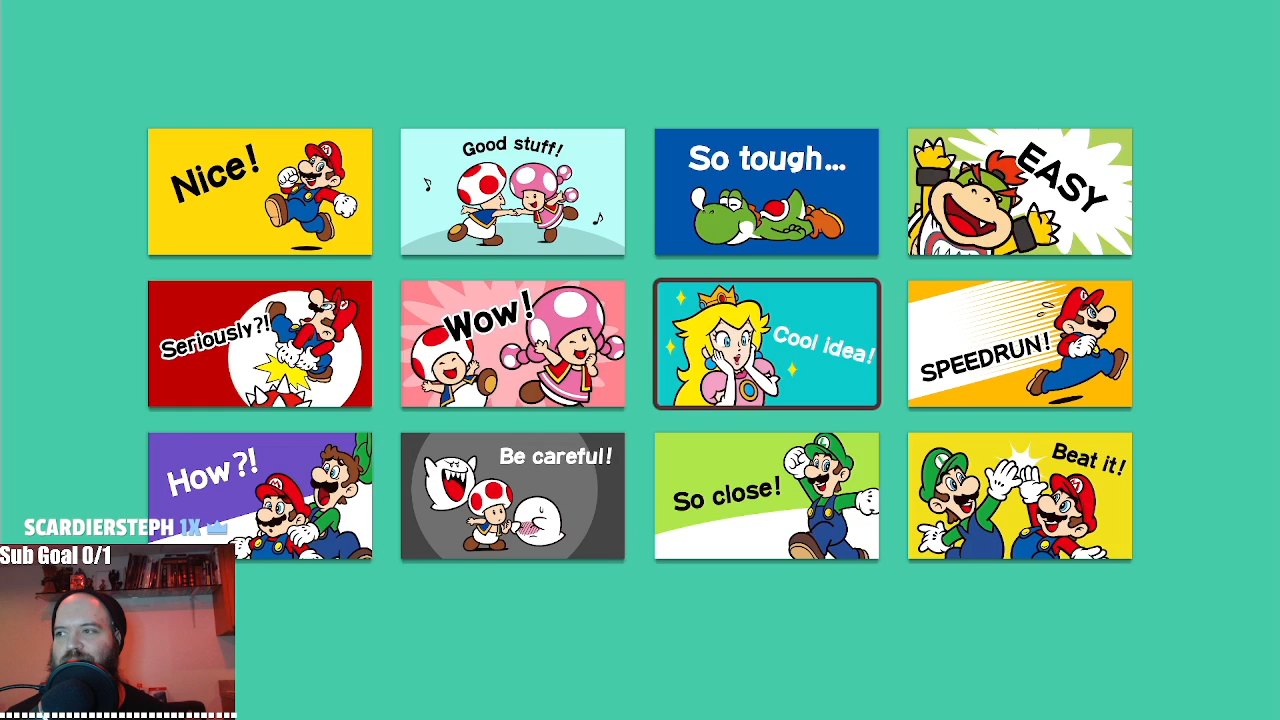 Nice!
Good stuff!
So tough...
EASY
Seriously?!
Wow!
Cool idea!
SPEEDRUN!
How?!
Be careful!
So close!
Beat it!
SCARDIERSTEPH 1X
Sub Goal 0/1